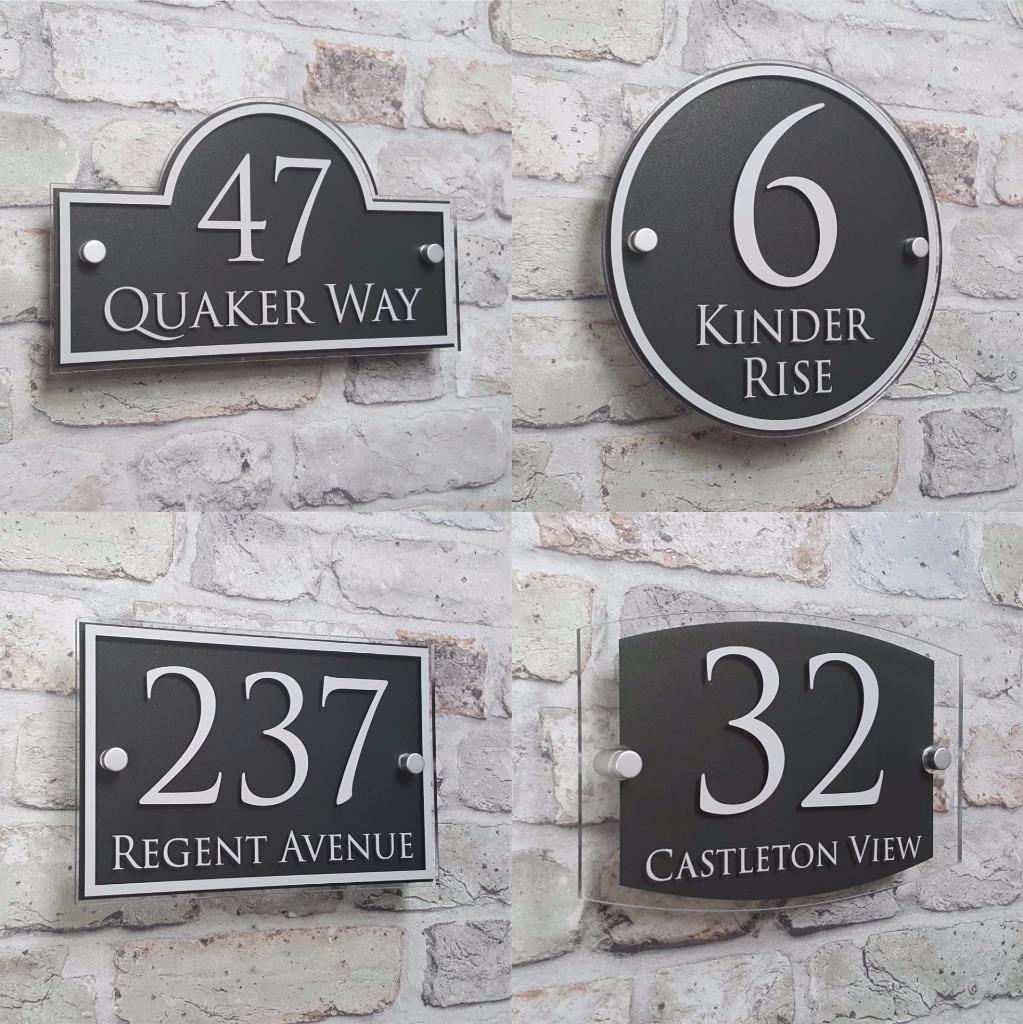 47
QUAKER WAY
6
KINDER
RISE
237
REGENT AVENUE
32
CASTLETON VIEW